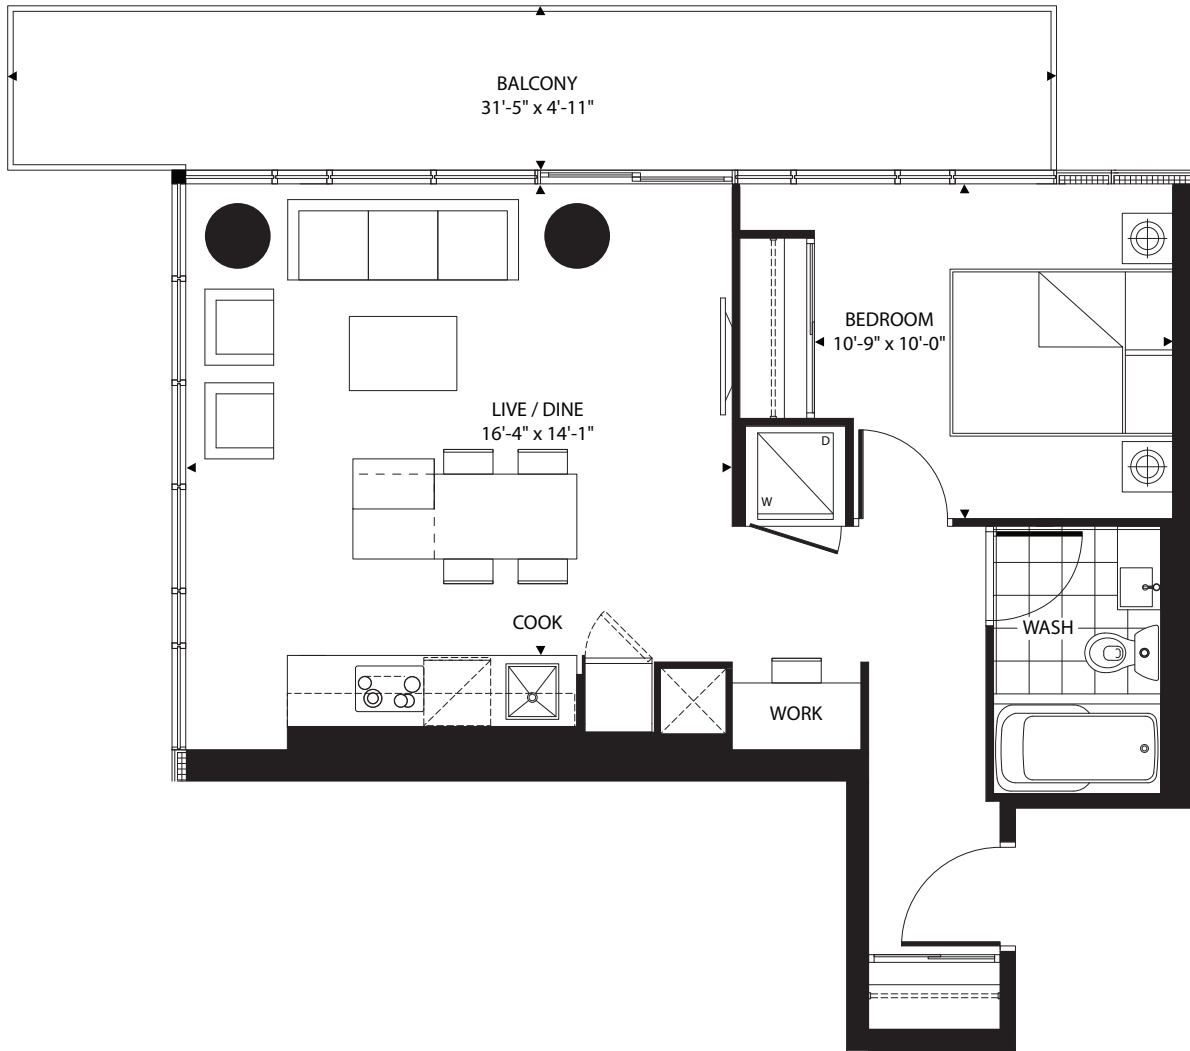 BALCONY
31'-5" x 4'-11"
BEDROOM
10'-9" x 10'-0"
LIVE / DINE
16'-4" x 14'-1"
D
W
COOK
WASH
WORK